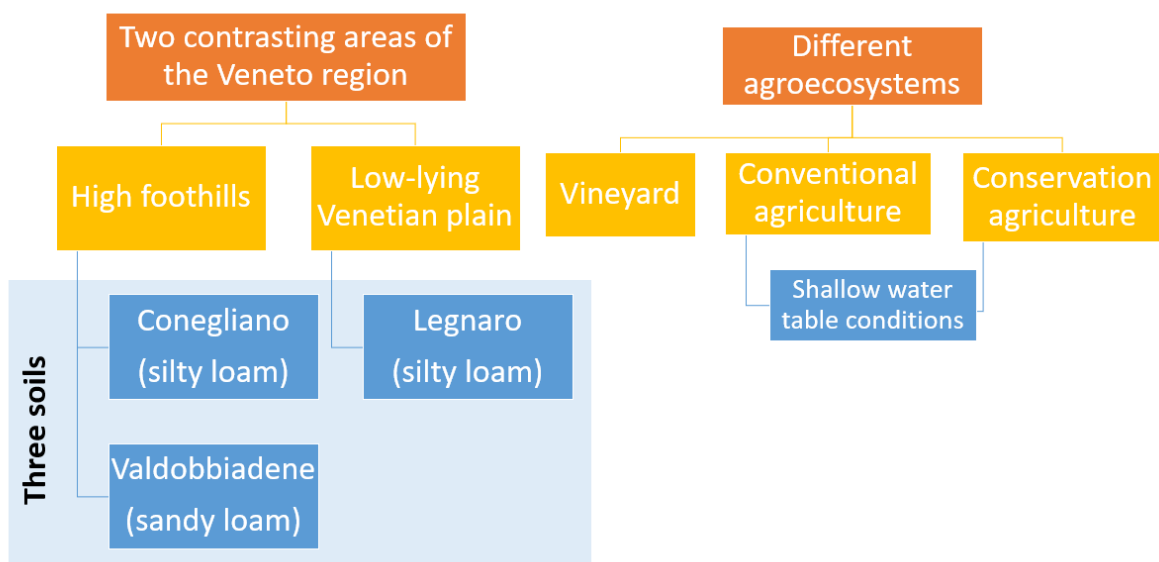 Two contrasting areas of
the Veneto region
High foothills
Low-lying
Venetian plain
Three soils
Conegliano
(silty loam)
Legnaro
(silty loam)
Valdobbiadene
(sandy loam)
Different
agroecosystems
Vineyard
Conventional
agriculture
Conservation
agriculture
Shallow water
table conditions